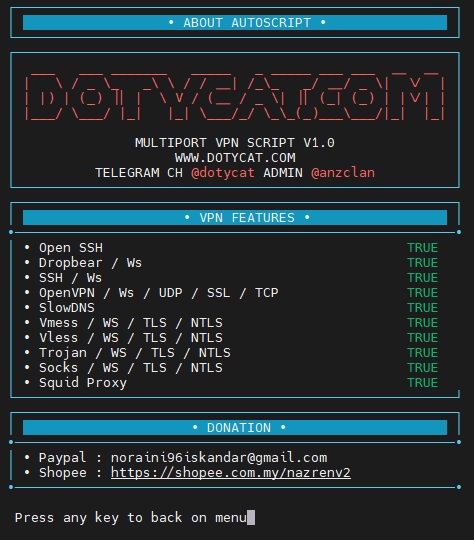 • ABOUT AUTOSCRIPT •
DOTYCAT.COM
MULTIPORT VPN SCRIPT V1.0
WWW.DOTYCAT.COM
TELEGRAM CH @dotycat ADMIN @anzclan
• VPN FEATURES •
• Open SSH TRUE
• Dropbear / Ws TRUE
• SSH / Ws TRUE
• OpenVPN / Ws / UDP / SSL / TCP TRUE
• SlowDNS TRUE
• Vmess / WS / TLS / NTLS TRUE
• Vless / WS / TLS / NTLS TRUE
• Trojan / WS / TLS / NTLS TRUE
• Socks / WS / TLS / NTLS TRUE
• Squid Proxy TRUE
• DONATION •
• Paypal : noraini96iskandar@gmail.com
• Shopee : https://shopee.com.my/nazrenv2
Press any key to back on menu